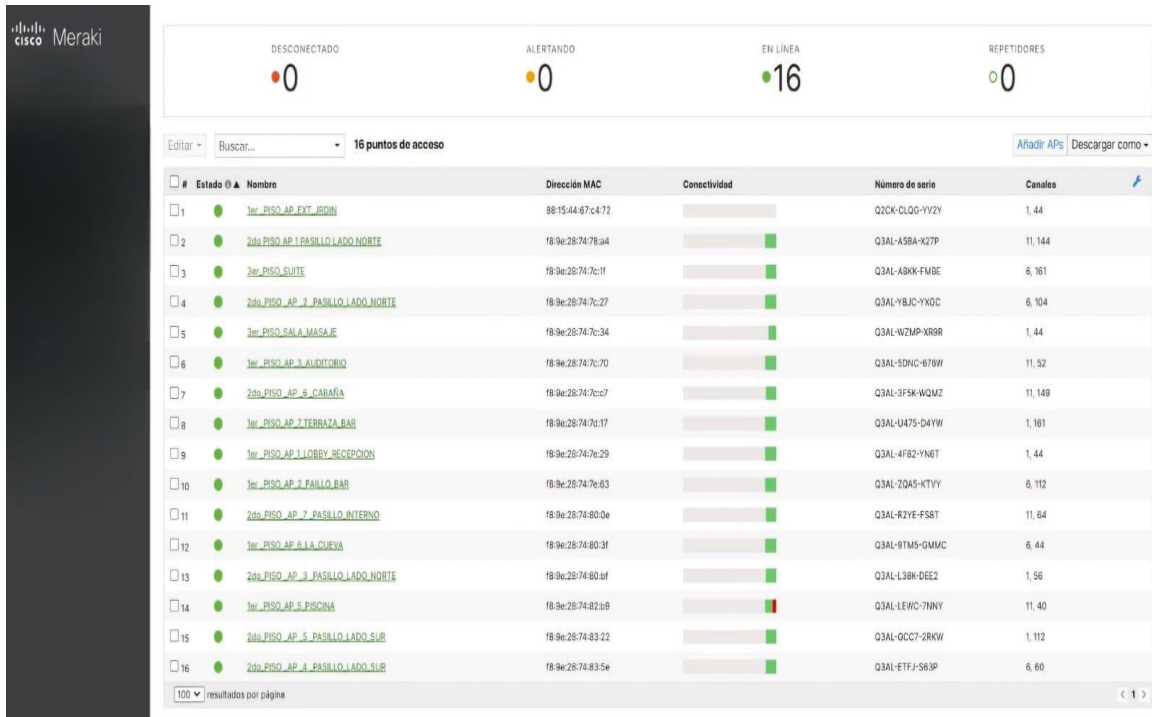 CISCO Meraki
DESCONECTADO
0
ALERTANDO
0
EN LÍNEA
16
REPETIDORES
0
Editar
Buscar...
16 puntos de acceso
Añadir APs
Descargar como
# Estado Nombre Dirección MAC Conectividad Número de serie Canales
1 1er_PISO_AP_EXT_JRDIN 88:15:44:67:c4:72 Q2CK-CLQG-YV2Y 1, 44
2 2do PISO AP 1 PASILLO LADO NORTE f8:9e:28:74:78:a4 Q3AL-A5BA-X27P 11, 144
3 3er_PISO_SUITE f8:9e:28:74:7c:1f Q3AL-A8KK-FMBE 6, 161
4 2do_PISO_AP_2_PASILLO_LADO_NORTE f8:9e:28:74:7c:27 Q3AL-YBJC-YXGC 6, 104
5 3er_PISO_SALA_MASAJE f8:9e:28:74:7c:34 Q3AL-WZMP-XR9R 1, 44
6 1er_PISO_AP_3_AUDITORIO f8:9e:28:74:7c:70 Q3AL-5DNC-676W 11, 52
7 2do_PISO_AP_6_CABAÑA f8:9e:28:74:7c:c7 Q3AL-3F5K-WQMZ 11, 149
8 1er_PISO_AP_7_TERRAZA_BAR f8:9e:28:74:7d:17 Q3AL-U475-D4YW 1, 161
9 1er_PISO_AP_1_LOBBY_RECEPCION f8:9e:28:74:7e:29 Q3AL-4FB2-YN6T 1, 44
10 1er_PISO_AP_2_PAILLO_BAR f8:9e:28:74:7e:63 Q3AL-ZQAS-KTVY 6, 112
11 2do_PISO_AP_7_PASILLO_INTERNO f8:9e:28:74:80:0e Q3AL-R2YE-FS8T 11, 64
12 1er_PISO_AP_6_LA_CUEVA f8:9e:28:74:80:3f Q3AL-9TM5-GMMC 6, 44
13 2do_PISO_AP_3_PASILLO_LADO_NORTE f8:9e:28:74:80:bf Q3AL-L38K-DEE2 1, 56
14 1er_PISO_AP_5_PISCINA f8:9e:28:74:82:b9 Q3AL-LEWC-7NNY 11, 40
15 2do_PISO_AP_5_PASILLO_LADO_SUR f8:9e:28:74:83:22 Q3AL-GCC7-2RKW 1, 112
16 2do_PISO_AP_4_PASILLO_LADO_SUR f8:9e:28:74:83:5e Q3AL-ETFJ-S63P 6, 60
100 resultados por página
1